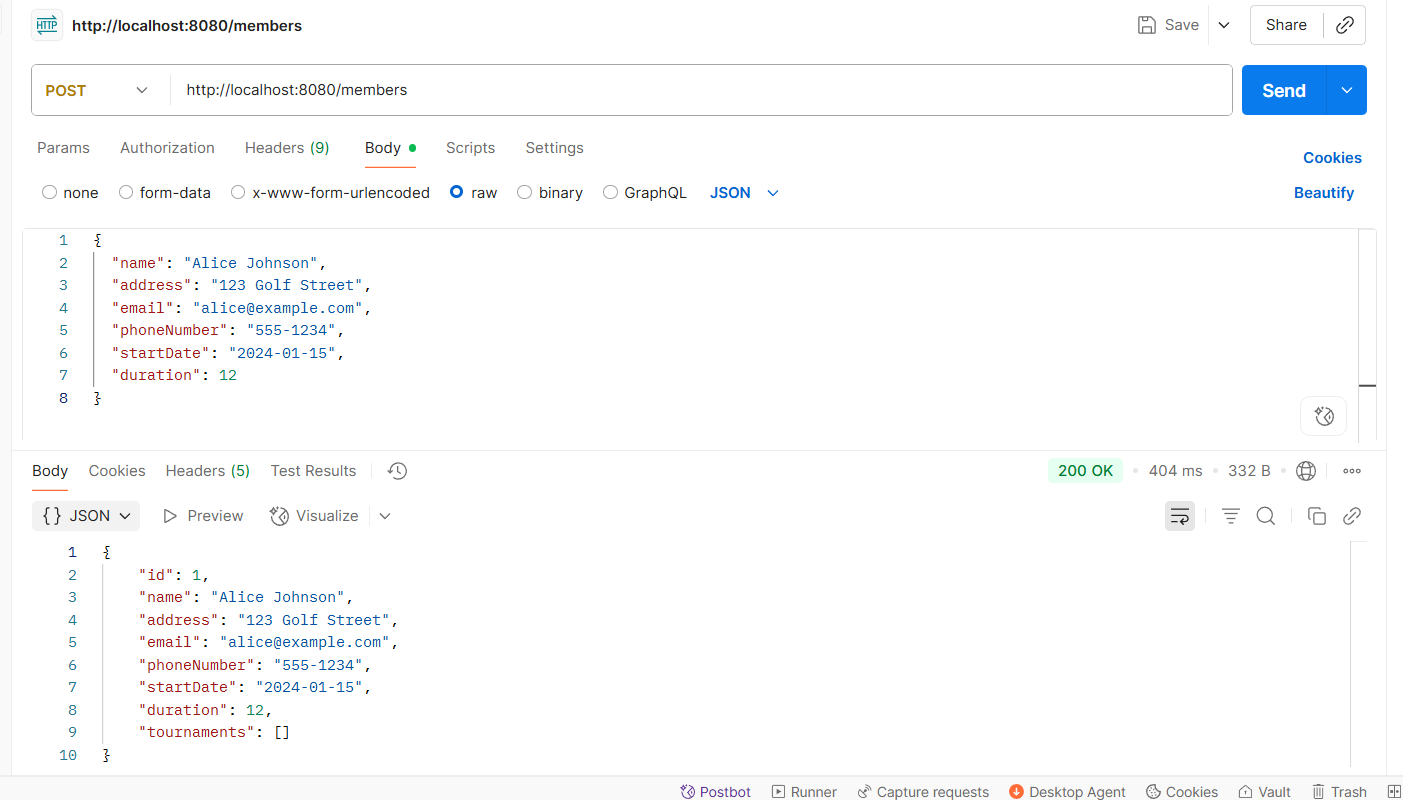 HTTP http://localhost:8080/members Save Share
POST http://localhost:8080/members Send
Params Authorization Headers (9) Body Scripts Settings Cookies
none form-data x-www-form-urlencoded raw binary GraphQL JSON Beautify
1 {
2 "name": "Alice Johnson",
3 "address": "123 Golf Street",
4 "email": "alice@example.com",
5 "phoneNumber": "555-1234",
6 "startDate": "2024-01-15",
7 "duration": 12
8 }
Body Cookies Headers (5) Test Results 200 OK • 404 ms • 332 B •
{} JSON Preview Visualize
1 {
2 "id": 1,
3 "name": "Alice Johnson",
4 "address": "123 Golf Street",
5 "email": "alice@example.com",
6 "phoneNumber": "555-1234",
7 "startDate": "2024-01-15",
8 "duration": 12,
9 "tournaments": []
10 }
Postbot Runner Capture requests Desktop Agent Cookies Vault Trash